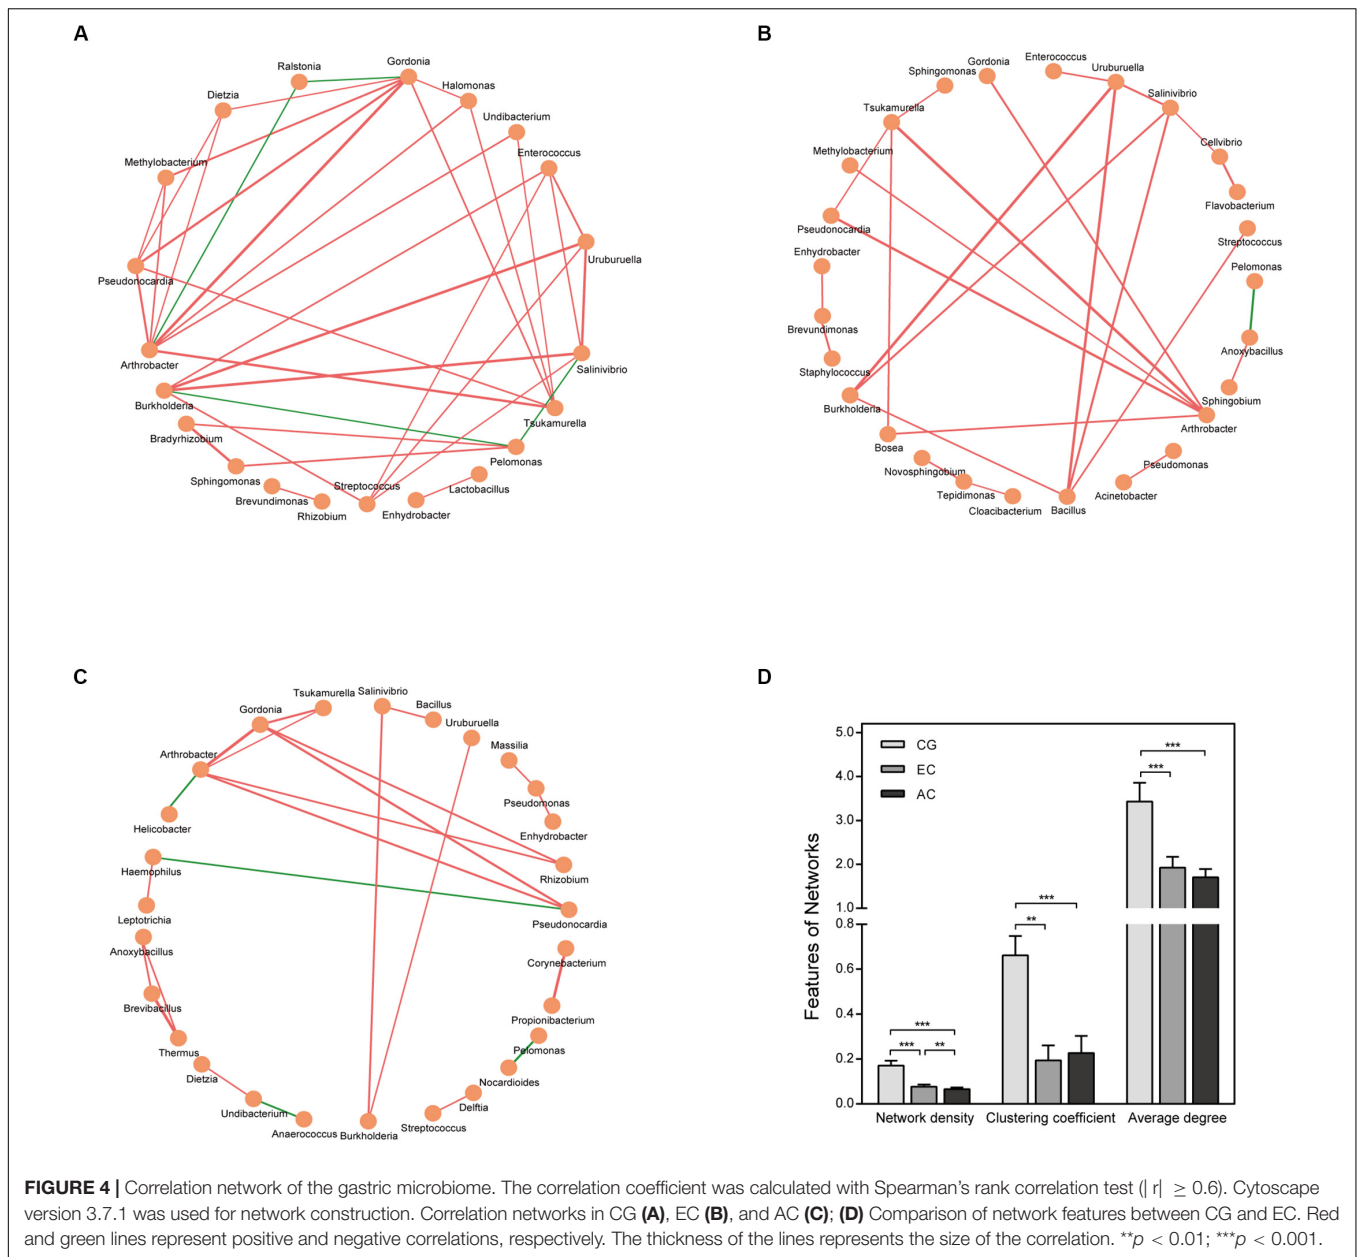 A
Ralstonia
Gordonia
Halomonas
Dietzia
Undibacterium
Enterococcus
Methylobacterium
Uruburuella
Pseudonocardia
Arthrobacter
Salinivibrio
Burkholderia
Tsukamurella
Bradyrhizobium
Pelomonas
Sphingomonas
Streptococcus
Lactobacillus
Brevundimonas
Rhizobium
Enhydrobacter
B
Enterococcus
Gordonia
Uruburuella
Sphingomonas
Salinivibrio
Tsukamurella
Cellvibrio
Methylobacterium
Flavobacterium
Pseudonocardia
Streptococcus
Enhydrobacter
Pelomonas
Brevundimonas
Anoxybacillus
Staphylococcus
Sphingobium
Burkholderia
Arthrobacter
Bosea
Pseudomonas
Novosphingobium
Tepidimonas
Acinetobacter
Cloacibacterium
Bacillus
C
Tsukamurella
Salinivibrio
Gordonia
Bacillus
Uruburuella
Arthrobacter
Massilia
Pseudomonas
Helicobacter
Enhydrobacter
Haemophilus
Rhizobium
Leptotrichia
Pseudonocardia
Anoxybacillus
Corynebacterium
Brevibacillus
Propionibacterium
Thermus
Pelomonas
Dietzia
Nocardioides
Undibacterium
Delftia
Anaerococcus
Burkholderia
Streptococcus
D
Features of Networks
5.0
4.0
3.0
2.0
1.0
0.8
0.6
0.4
0.2
0.0
CG
EC
AC
***
***
**
***
**
***
***
Network density
Clustering coefficient
Average degree
FIGURE 4 | Correlation network of the gastric microbiome. The correlation coefficient was calculated with Spearman's rank correlation test (| r| ≥ 0.6). Cytoscape
version 3.7.1 was used for network construction. Correlation networks in CG (A), EC (B), and AC (C); (D) Comparison of network features between CG and EC. Red
and green lines represent positive and negative correlations, respectively. The thickness of the lines represents the size of the correlation. **p < 0.01; ***p < 0.001.